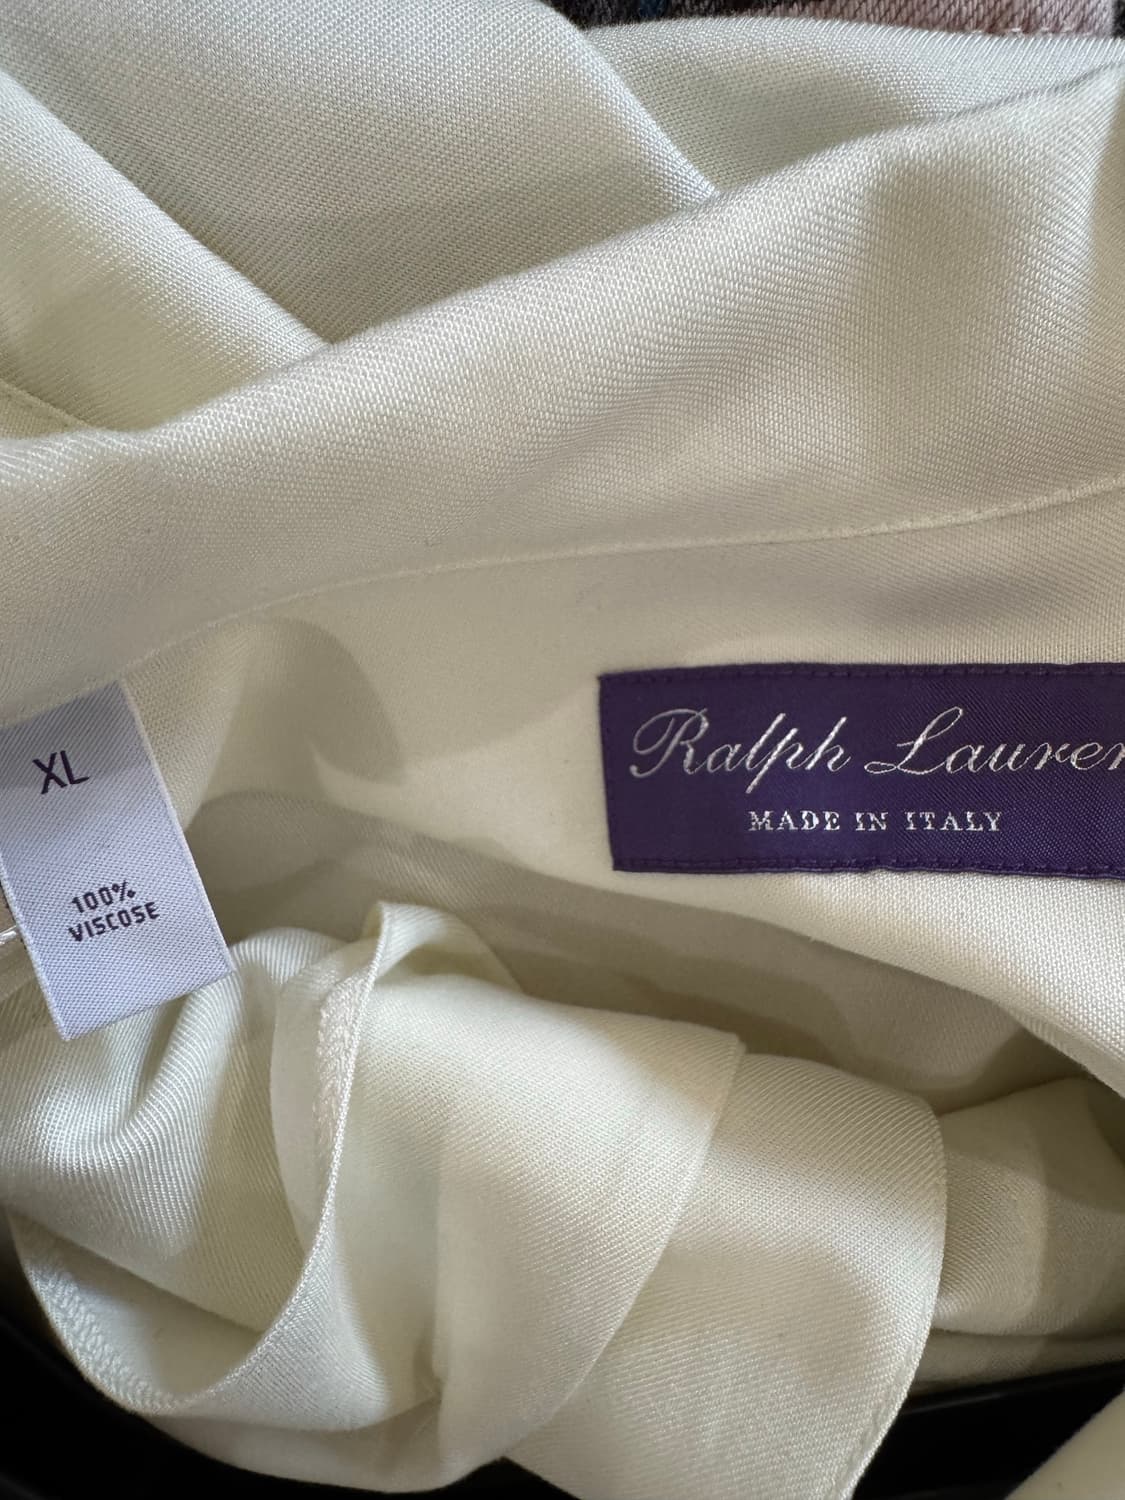 XL
100%
VISCOSE
Ralph Lauren
MADE IN ITALY